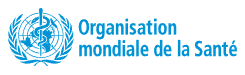 Organisation
mondiale de la Santé